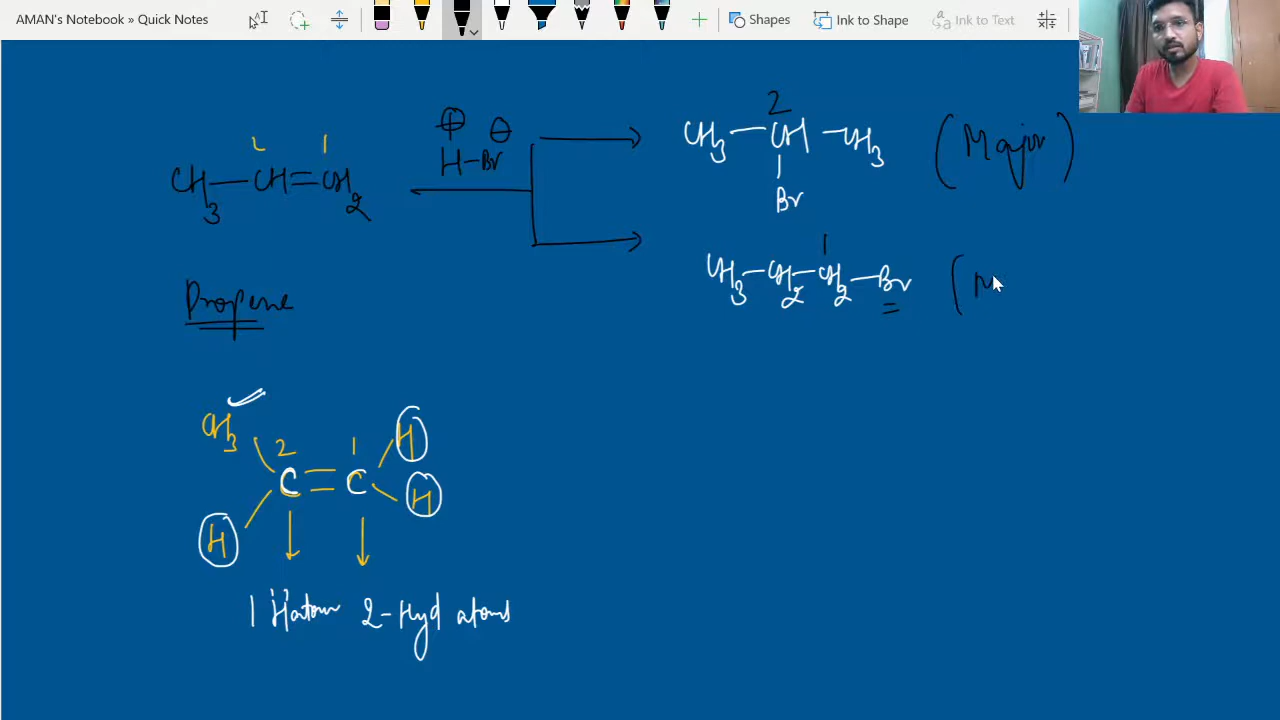 AMAN's Notebook » Quick Notes
Shapes
Ink to Shape
Ink to Text
2 1
CH3—CH=CH2
⊕ ⊖
H-Br
2
CH3—CH—CH3
Br
(Major)
1
CH3—CH2—CH2—Br
(M
Propene
CH3
2 1
C=C
H
H
H
1 H atom 2-Hyd atoms